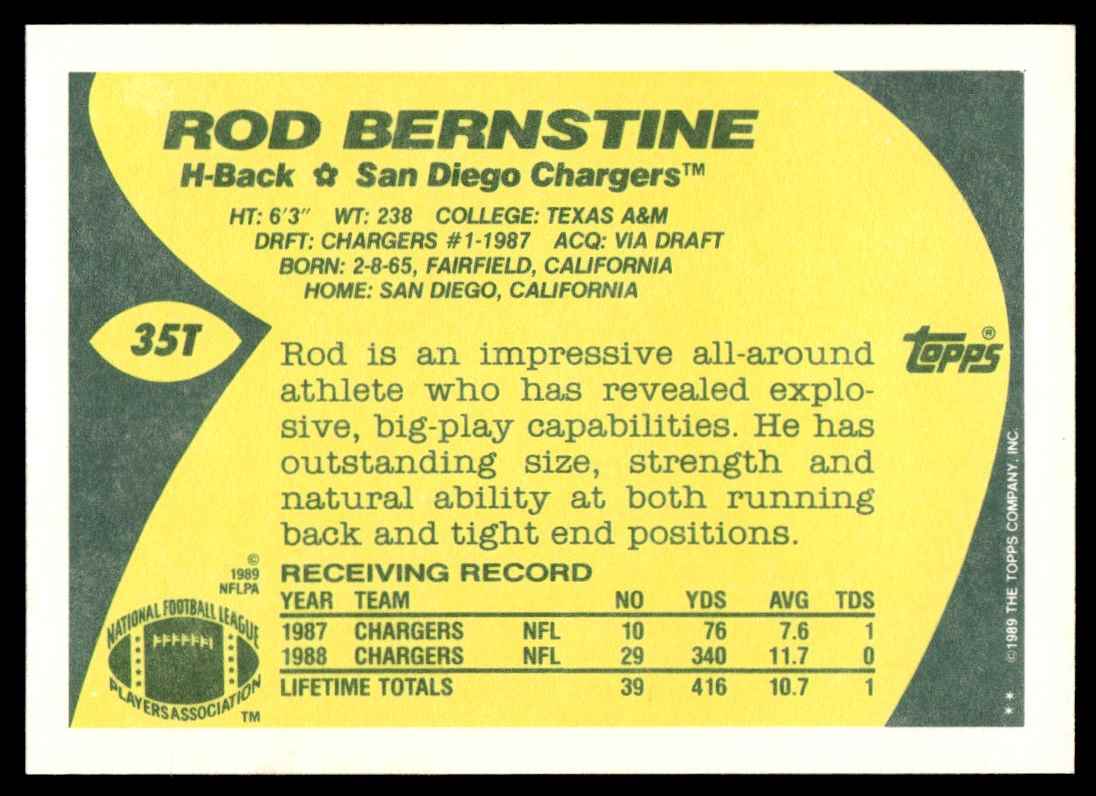 ROD BERNSTINE
H-Back ✿ San Diego Chargers™
HT: 6'3" WT: 238 COLLEGE: TEXAS A&M
DRFT: CHARGERS #1-1987 ACQ: VIA DRAFT
BORN: 2-8-65, FAIRFIELD, CALIFORNIA
HOME: SAN DIEGO, CALIFORNIA
35T
topps®
Rod is an impressive all-around
athlete who has revealed explo-
sive, big-play capabilities. He has
outstanding size, strength and
natural ability at both running
back and tight end positions.
©
1989
NFLPA
NATIONAL FOOTBALL LEAGUE
PLAYERS ASSOCIATION
TM
RECEIVING RECORD
YEAR TEAM NO YDS AVG TDS
1987 CHARGERS NFL 10 76 7.6 1
1988 CHARGERS NFL 29 340 11.7 0
LIFETIME TOTALS 39 416 10.7 1
** ©1989 THE TOPPS COMPANY, INC.